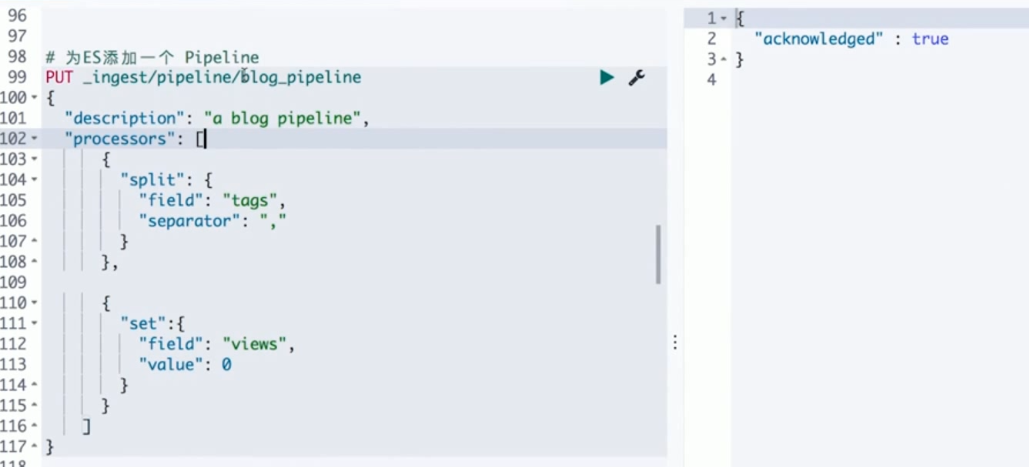 96
97
98 # 为ES添加一个 Pipeline
99 PUT _ingest/pipeline/blog_pipeline
100 {
101 "description": "a blog pipeline",
102 "processors": [
103 {
104 "split": {
105 "field": "tags",
106 "separator": ","
107 }
108 },
109
110 {
111 "set":{
112 "field": "views",
113 "value": 0
114 }
115 }
116 ]
117 }
118
1 {
2 "acknowledged" : true
3 }
4